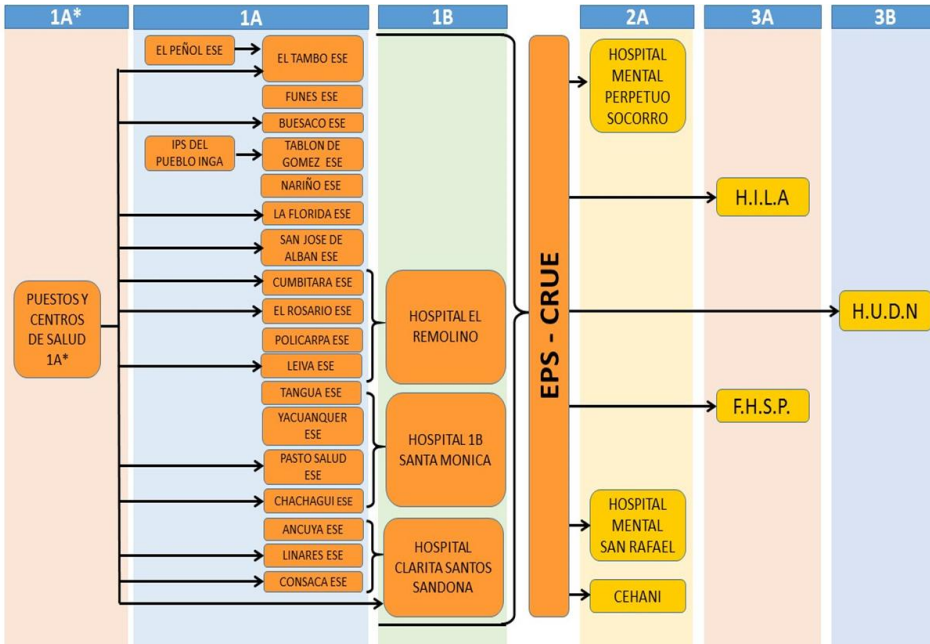 1A*
1A
1B
2A
3A
3B
PUESTOS Y
CENTROS
DE SALUD
1A*
EL PEÑOL ESE
EL TAMBO ESE
FUNES ESE
BUESACO ESE
IPS DEL
PUEBLO INGA
TABLON DE
GOMEZ ESE
NARIÑO ESE
LA FLORIDA ESE
SAN JOSE DE
ALBAN ESE
CUMBITARA ESE
EL ROSARIO ESE
POLICARPA ESE
LEIVA ESE
TANGUA ESE
YACUANQUER
ESE
PASTO SALUD
ESE
CHACHAGUI ESE
ANCUYA ESE
LINARES ESE
CONSACA ESE
HOSPITAL EL
REMOLINO
HOSPITAL 1B
SANTA MONICA
HOSPITAL
CLARITA SANTOS
SANDONA
EPS - CRUE
HOSPITAL
MENTAL
PERPETUO
SOCORRO
HOSPITAL
MENTAL
SAN RAFAEL
CEHANI
H.I.L.A
F.H.S.P.
H.U.D.N